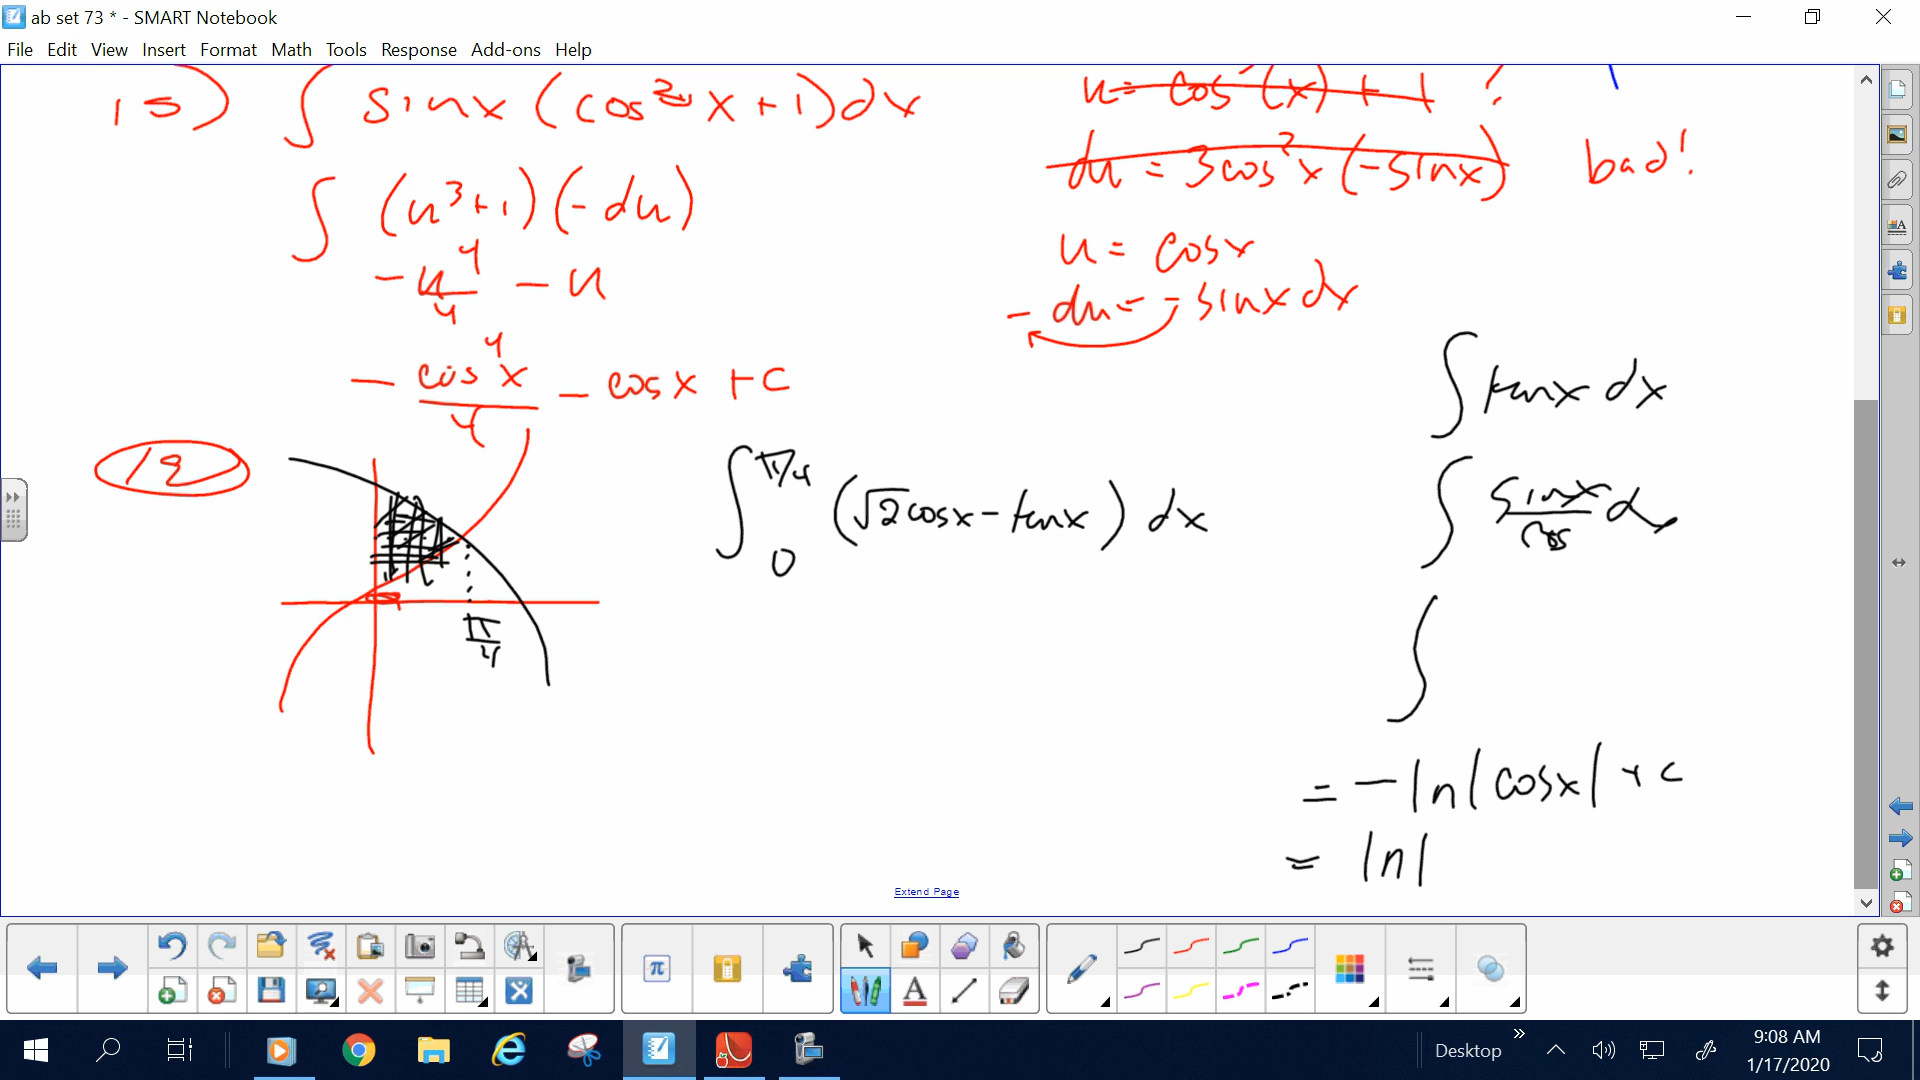 ab set 73 * - SMART Notebook
File Edit View Insert Format Math Tools Response Add-ons Help
15) ∫ sinx (cos³ x + 1) dx
u = cos³(x) + 1 ?
du = 3cos²x (-sinx) bad!
∫ (u³+1)(-du)
-u⁴/4 - u
u = cosx
- du = -sinx dx
- cos⁴x/4 - cosx + c
∫ tanx dx
12
∫₀^π/4 (√2cosx - tanx) dx
∫ sinx/cos dx
π/4
∫
= -ln|cosx| + c
= ln|
Extend Page
π
A
Desktop
9:08 AM
1/17/2020